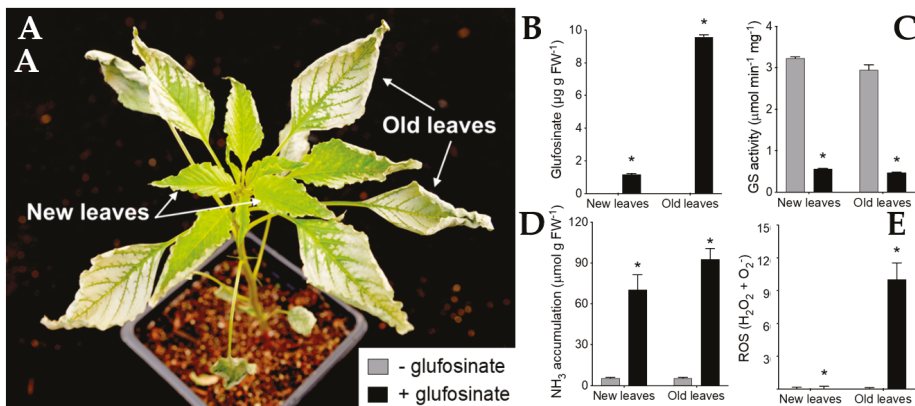 A
A
Old leaves
New leaves
- glufosinate
+ glufosinate
B
Glufosinate (µg g FW⁻¹)
10
8
6
4
2
0
*
*
New leaves
Old leaves
C
GS activity (µmol min⁻¹ mg⁻¹)
4
3
2
1
0
*
*
New leaves
Old leaves
D
NH₃ accumulation (µmol g FW⁻¹)
120
90
60
30
0
*
*
New leaves
Old leaves
E
ROS (H₂O₂ + O₂⁻)
15
12
9
6
3
*
*
New leaves
Old leaves